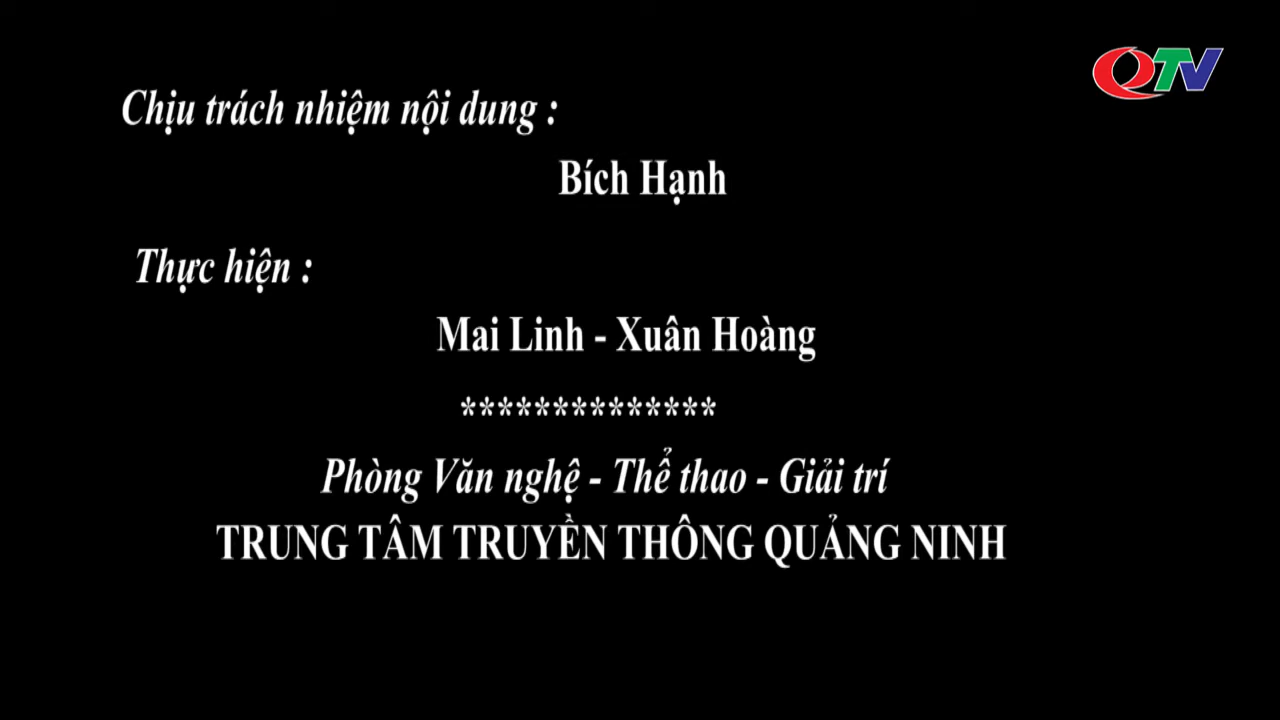 QTV
Chịu trách nhiệm nội dung :
Bích Hạnh
Thực hiện :
Mai Linh - Xuân Hoàng
**************
Phòng Văn nghệ - Thể thao - Giải trí
TRUNG TÂM TRUYỀN THÔNG QUẢNG NINH